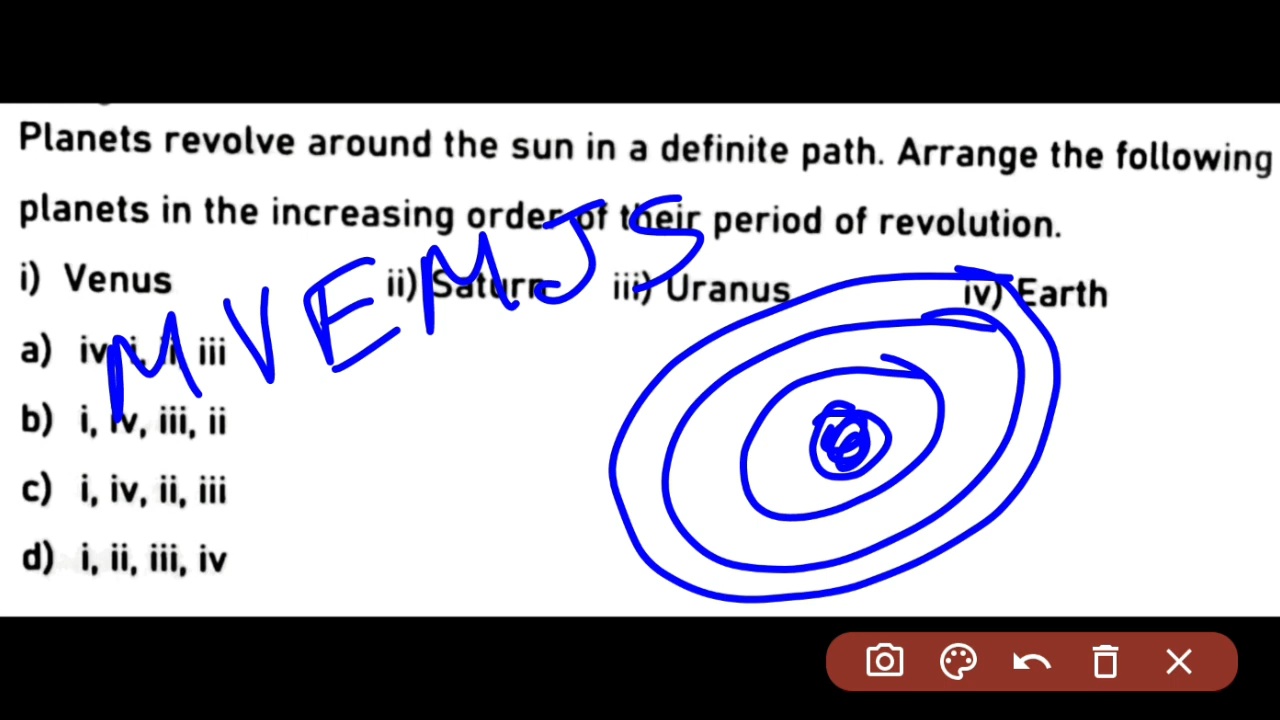 Planets revolve around the sun in a definite path. Arrange the following
planets in the increasing order of their period of revolution.
i) Venus ii) Saturn iii) Uranus iv) Earth
MVEMJS
a) iv, i, ii, iii
b) i, iv, iii, ii
c) i, iv, ii, iii
d) i, ii, iii, iv